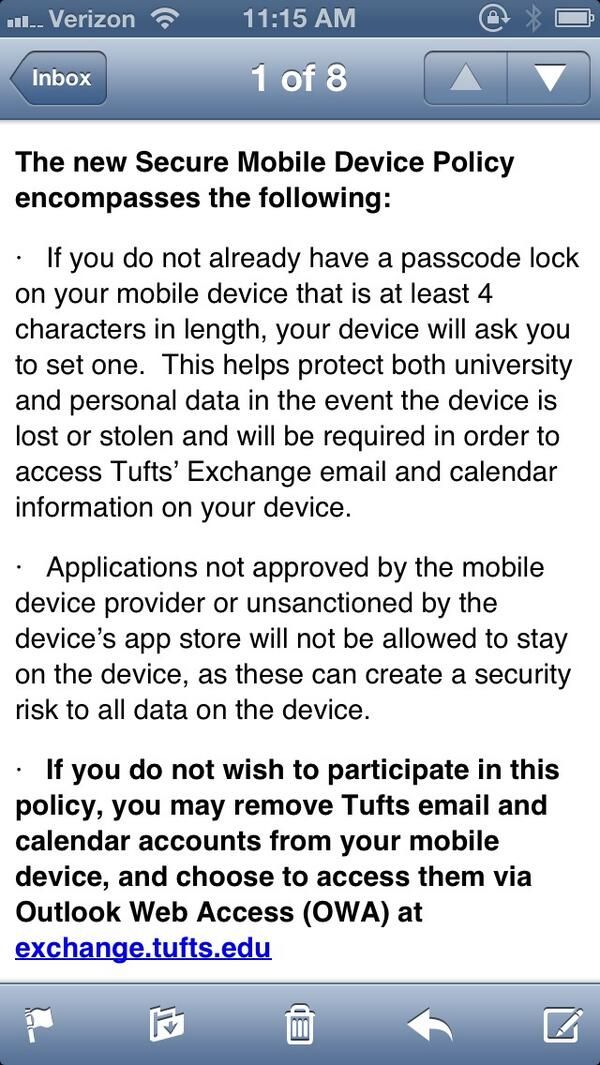 Verizon 11:15 AM
Inbox 1 of 8
The new Secure Mobile Device Policy
encompasses the following:
· If you do not already have a passcode lock
on your mobile device that is at least 4
characters in length, your device will ask you
to set one.  This helps protect both university
and personal data in the event the device is
lost or stolen and will be required in order to
access Tufts’ Exchange email and calendar
information on your device.
· Applications not approved by the mobile
device provider or unsanctioned by the
device’s app store will not be allowed to stay
on the device, as these can create a security
risk to all data on the device.
· If you do not wish to participate in this
policy, you may remove Tufts email and
calendar accounts from your mobile
device, and choose to access them via
Outlook Web Access (OWA) at
exchange.tufts.edu